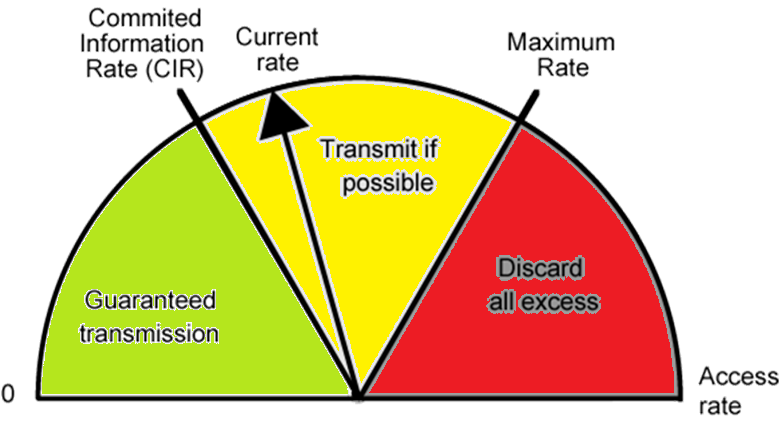 Commited
Information
Rate (CIR)
Current
rate
Maximum
Rate
Transmit if
possible
Guaranteed
transmission
Discard
all excess
0
Access
rate